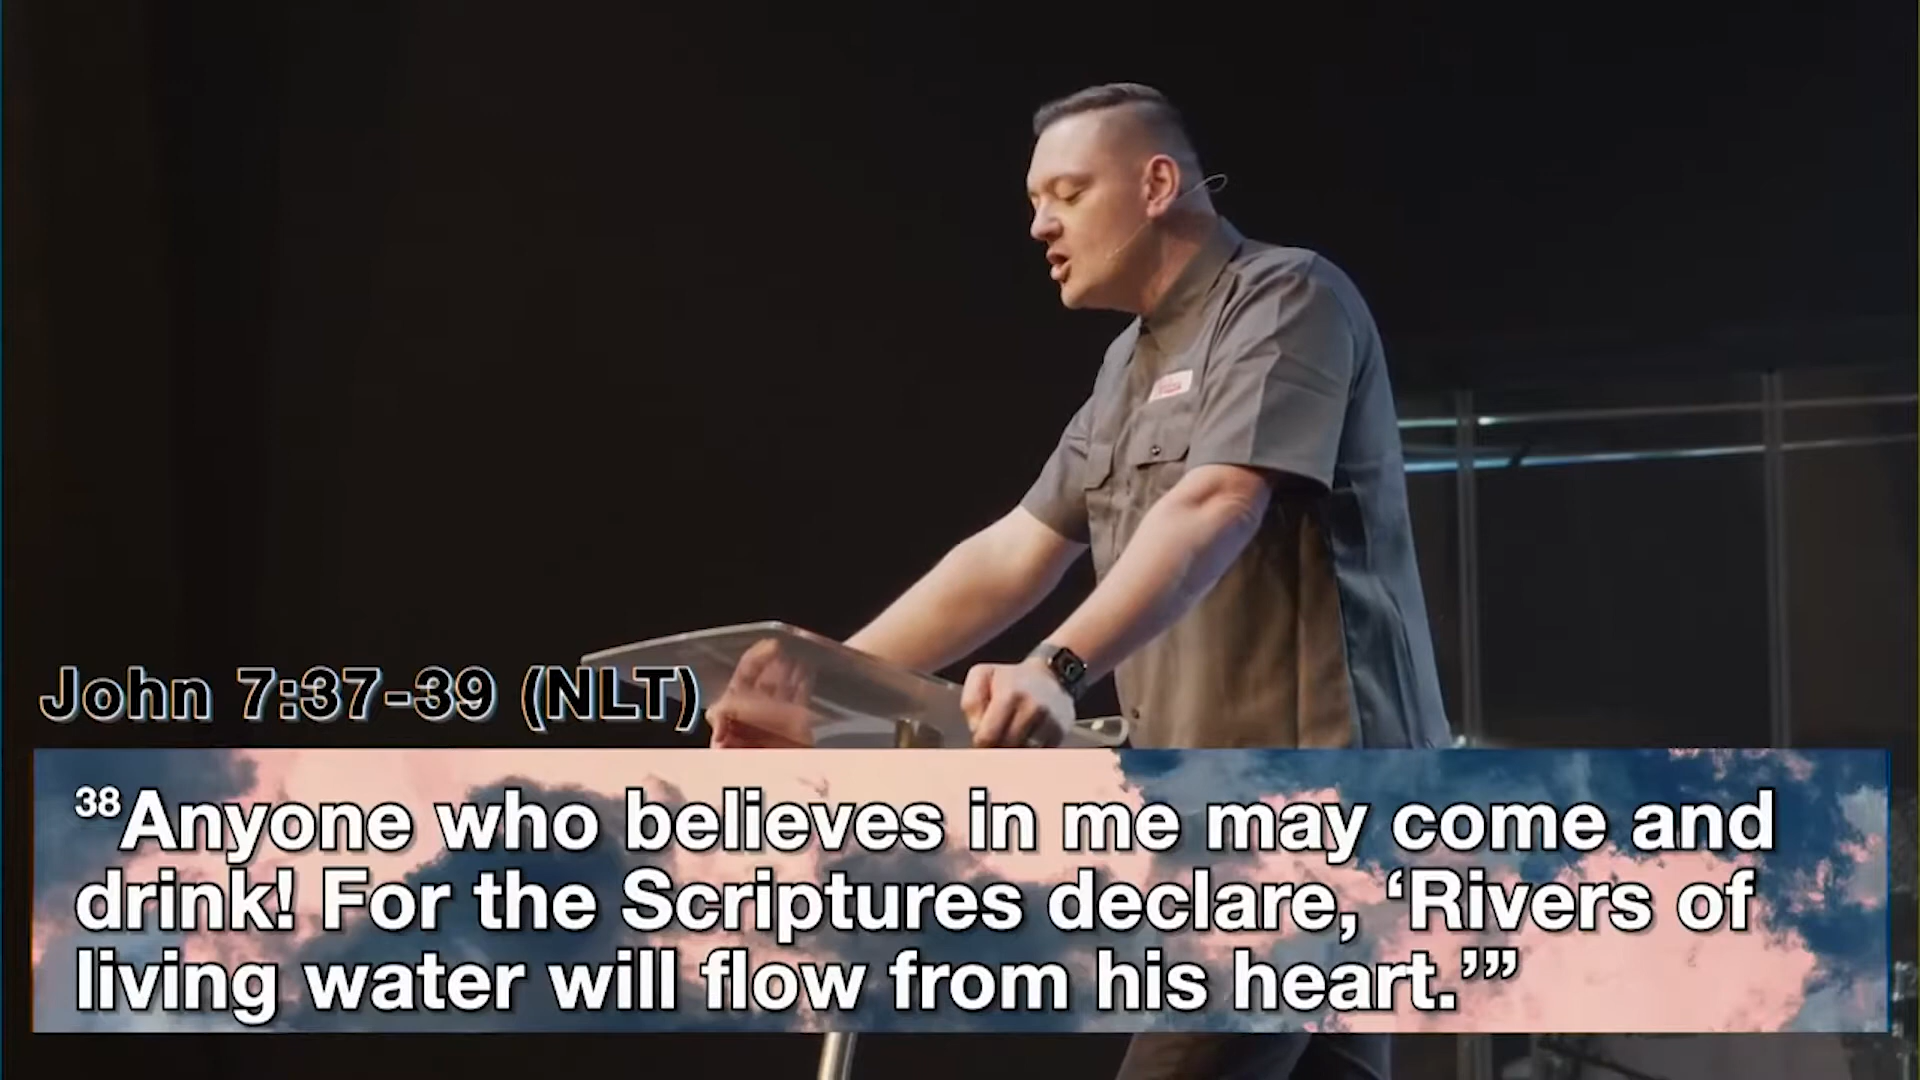 John 7:37-39 (NLT)
³⁸Anyone who believes in me may come and
drink! For the Scriptures declare, ‘Rivers of
living water will flow from his heart.’”